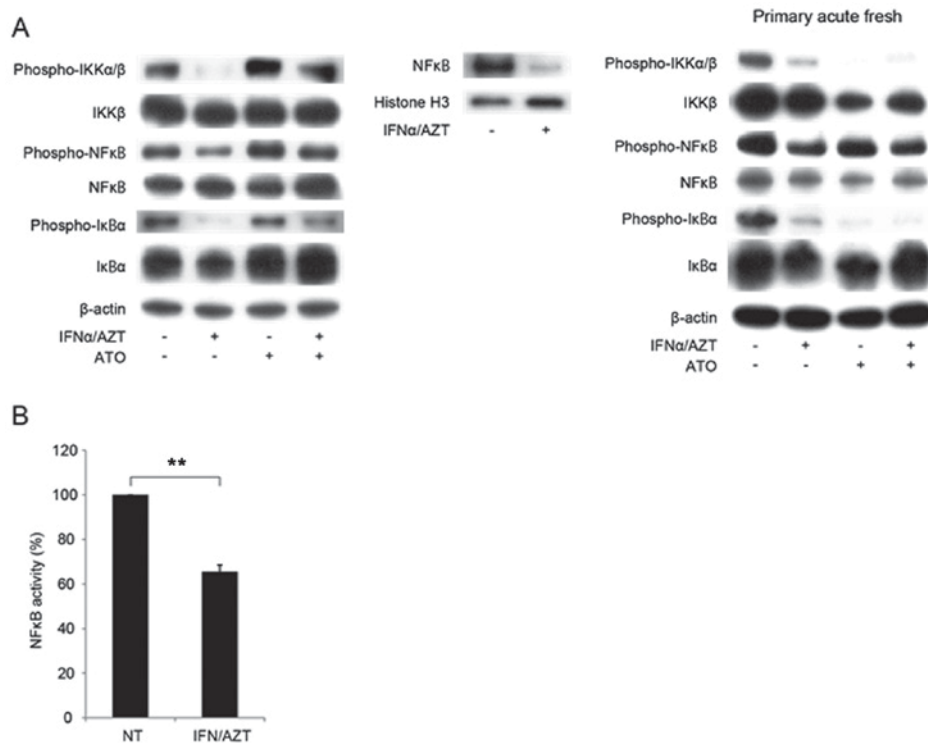 A
Phospho-IKKα/β
IKKβ
Phospho-NFκB
NFκB
Phospho-IκBα
IκBα
β-actin
IFNα/AZT - + - +
ATO - - + +
NFκB
Histone H3
IFNα/AZT - +
Primary acute fresh
Phospho-IKKα/β
IKKβ
Phospho-NFκB
NFκB
Phospho-IκBα
IκBα
β-actin
IFNα/AZT - + - +
ATO - - + +
B
NFκB activity (%)
120
100
80
60
40
20
0
**
NT IFN/AZT